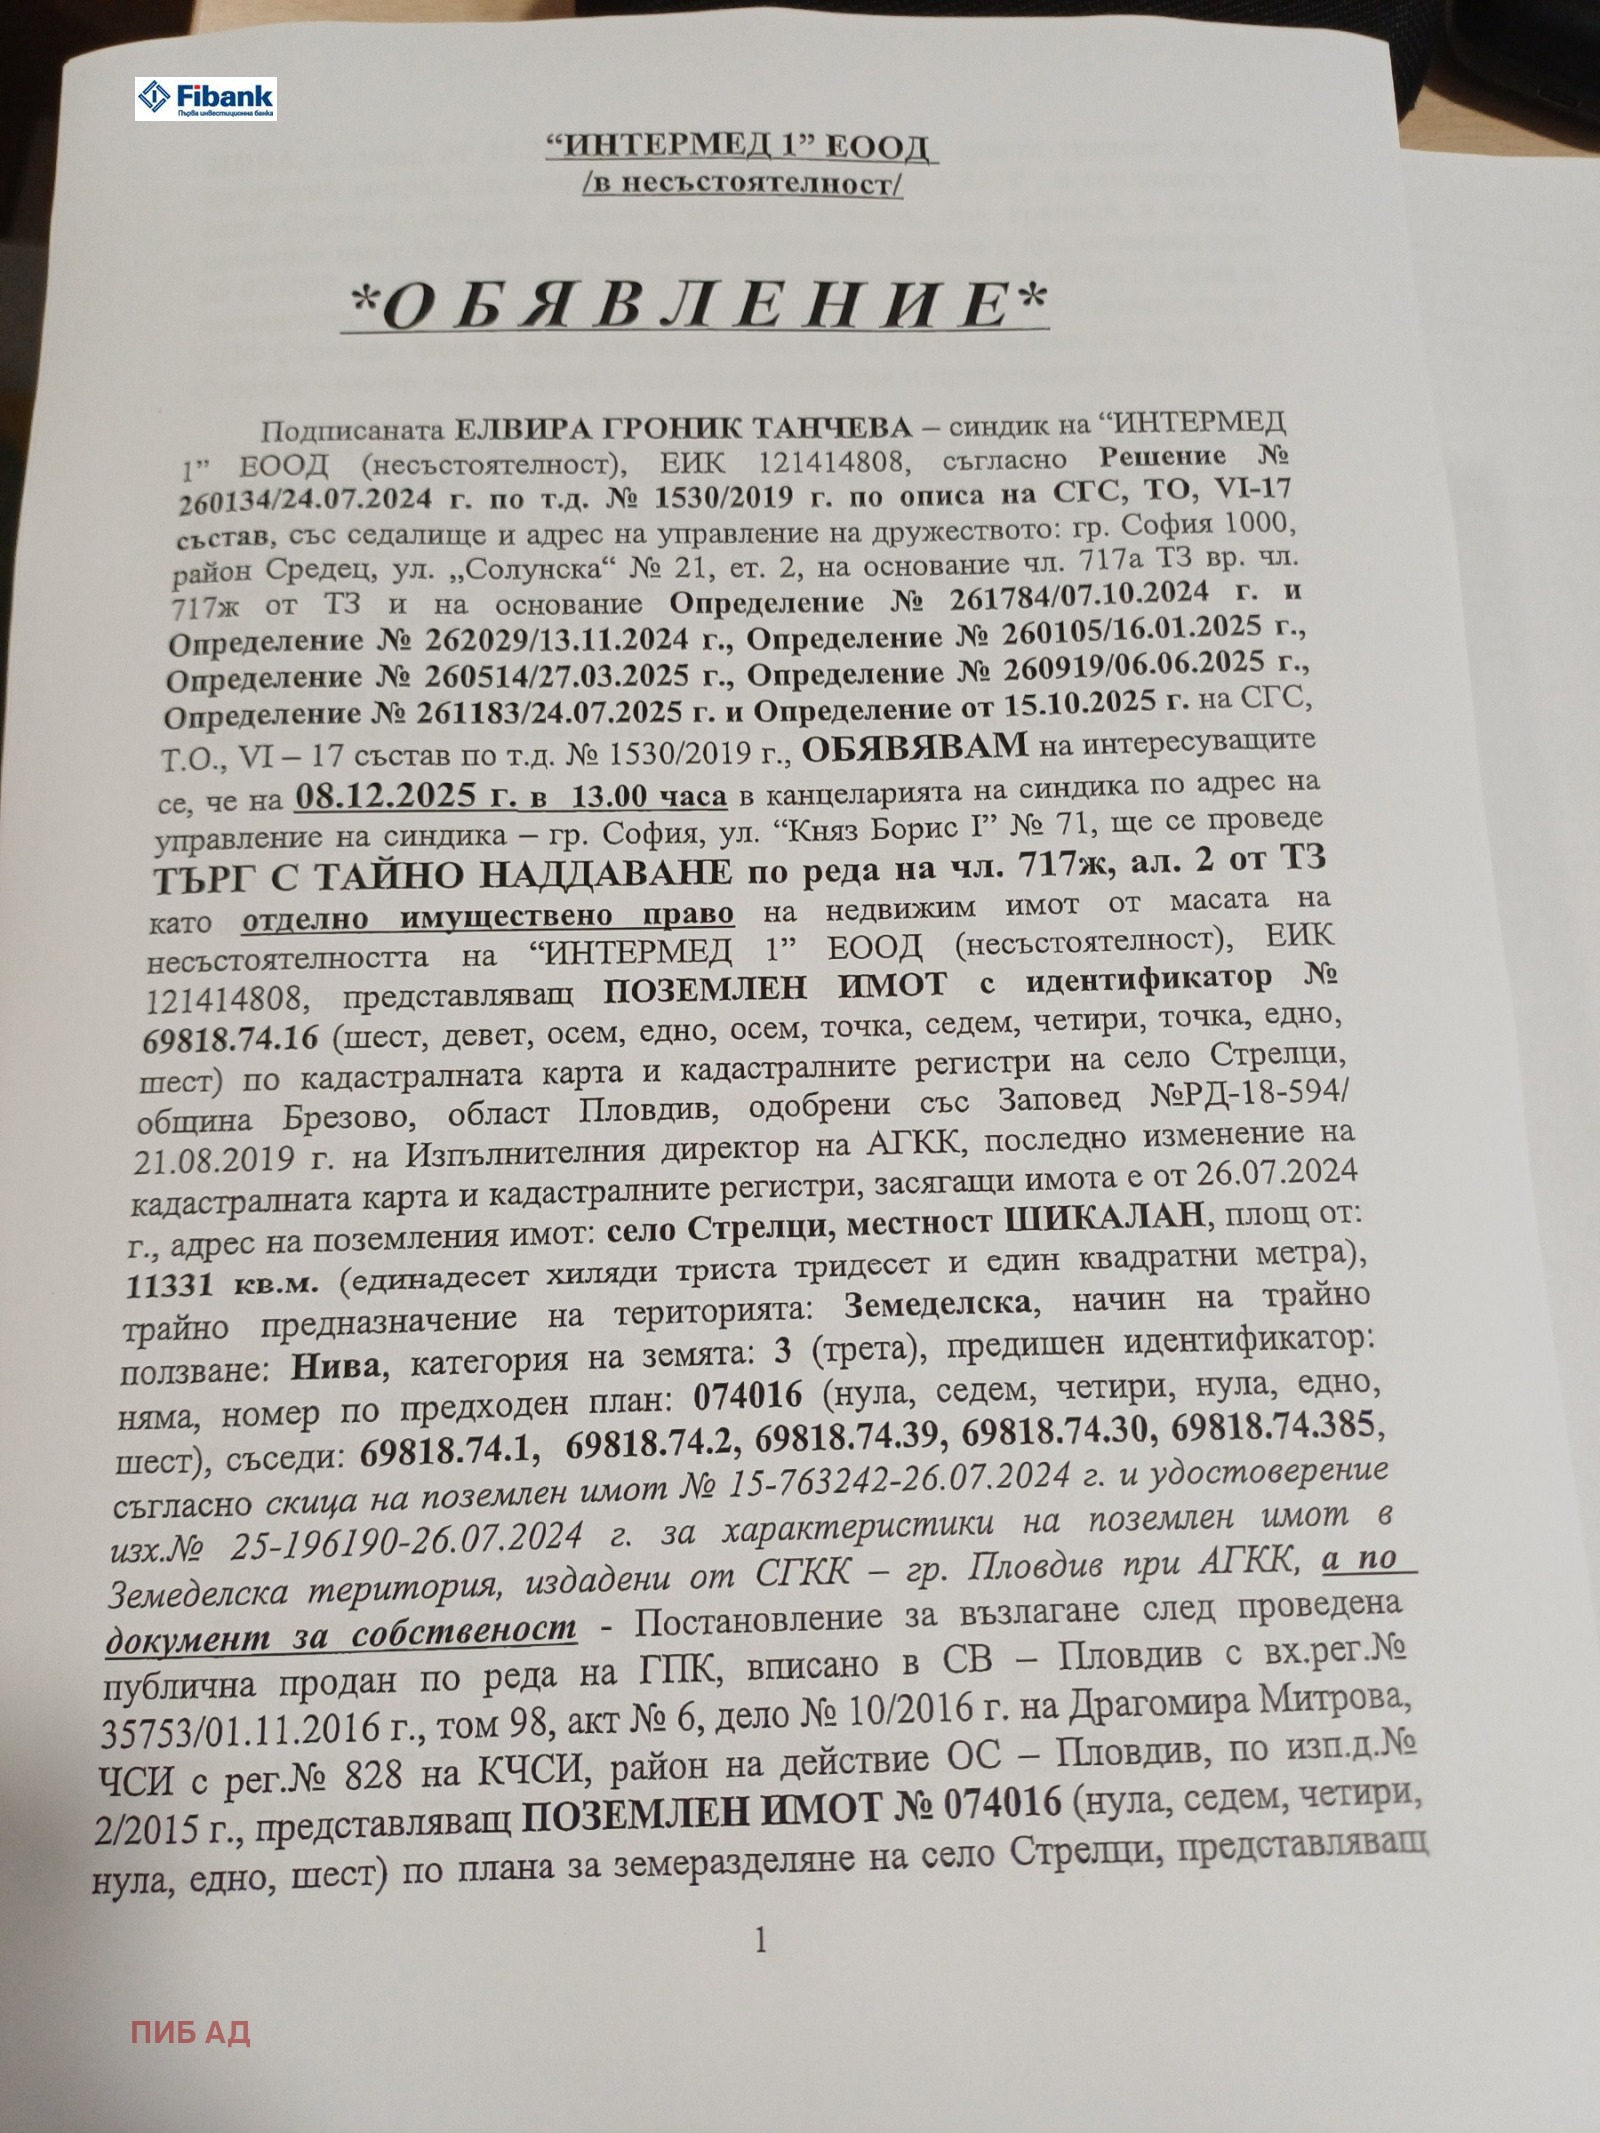 Fibank
Първа инвестиционна банка
“ИНТЕРМЕД 1” ЕООД
/в несъстоятелност/
*О Б Я В Л Е Н И Е*
Подписаната ЕЛВИРА ГРОНИК ТАНЧЕВА – синдик на “ИНТЕРМЕД
1” ЕООД (несъстоятелност), ЕИК 121414808, съгласно Решение №
260134/24.07.2024 г. по т.д. № 1530/2019 г. по описа на СГС, ТО, VI-17
състав, със седалище и адрес на управление на дружеството: гр. София 1000,
район Средец, ул. „Солунска“ № 21, ет. 2, на основание чл. 717а ТЗ вр. чл.
717ж от ТЗ и на основание Определение № 261784/07.10.2024 г. и
Определение № 262029/13.11.2024 г., Определение № 260105/16.01.2025 г.,
Определение № 260514/27.03.2025 г., Определение № 260919/06.06.2025 г.,
Определение № 261183/24.07.2025 г. и Определение от 15.10.2025 г. на СГС,
Т.О., VI – 17 състав по т.д. № 1530/2019 г., ОБЯВЯВАМ на интересуващите
се, че на 08.12.2025 г. в 13.00 часа в канцеларията на синдика по адрес на
управление на синдика – гр. София, ул. “Княз Борис I” № 71, ще се проведе
ТЪРГ С ТАЙНО НАДДАВАНЕ по реда на чл. 717ж, ал. 2 от ТЗ
като отделно имуществено право на недвижим имот от масата на
несъстоятелността на “ИНТЕРМЕД 1” ЕООД (несъстоятелност), ЕИК
121414808, представляващ ПОЗЕМЛЕН ИМОТ с идентификатор №
69818.74.16 (шест, девет, осем, едно, осем, точка, седем, четири, точка, едно,
шест) по кадастралната карта и кадастралните регистри на село Стрелци,
община Брезово, област Пловдив, одобрени със Заповед №РД-18-594/
21.08.2019 г. на Изпълнителния директор на АГКК, последно изменение на
кадастралната карта и кадастралните регистри, засягащи имота е от 26.07.2024
г., адрес на поземления имот: село Стрелци, местност ШИКАЛАН, площ от:
11331 кв.м. (единадесет хиляди триста тридесет и един квадратни метра),
трайно предназначение на територията: Земеделска, начин на трайно
ползване: Нива, категория на земята: 3 (трета), предишен идентификатор:
няма, номер по предходен план: 074016 (нула, седем, четири, нула, едно,
шест), съседи: 69818.74.1, 69818.74.2, 69818.74.39, 69818.74.30, 69818.74.385,
съгласно скица на поземлен имот № 15-763242-26.07.2024 г. и удостоверение
изх.№ 25-196190-26.07.2024 г. за характеристики на поземлен имот в
Земеделска територия, издадени от СГКК – гр. Пловдив при АГКК, а по
документ за собственост - Постановление за възлагане след проведена
публична продан по реда на ГПК, вписано в СВ – Пловдив с вх.рег.№
35753/01.11.2016 г., том 98, акт № 6, дело № 10/2016 г. на Драгомира Митрова,
ЧСИ с рег.№ 828 на КЧСИ, район на действие ОС – Пловдив, по изп.д.№
2/2015 г., представляващ ПОЗЕМЛЕН ИМОТ № 074016 (нула, седем, четири,
нула, едно, шест) по плана за земеразделяне на село Стрелци, представляващ
1
ПИБ АД